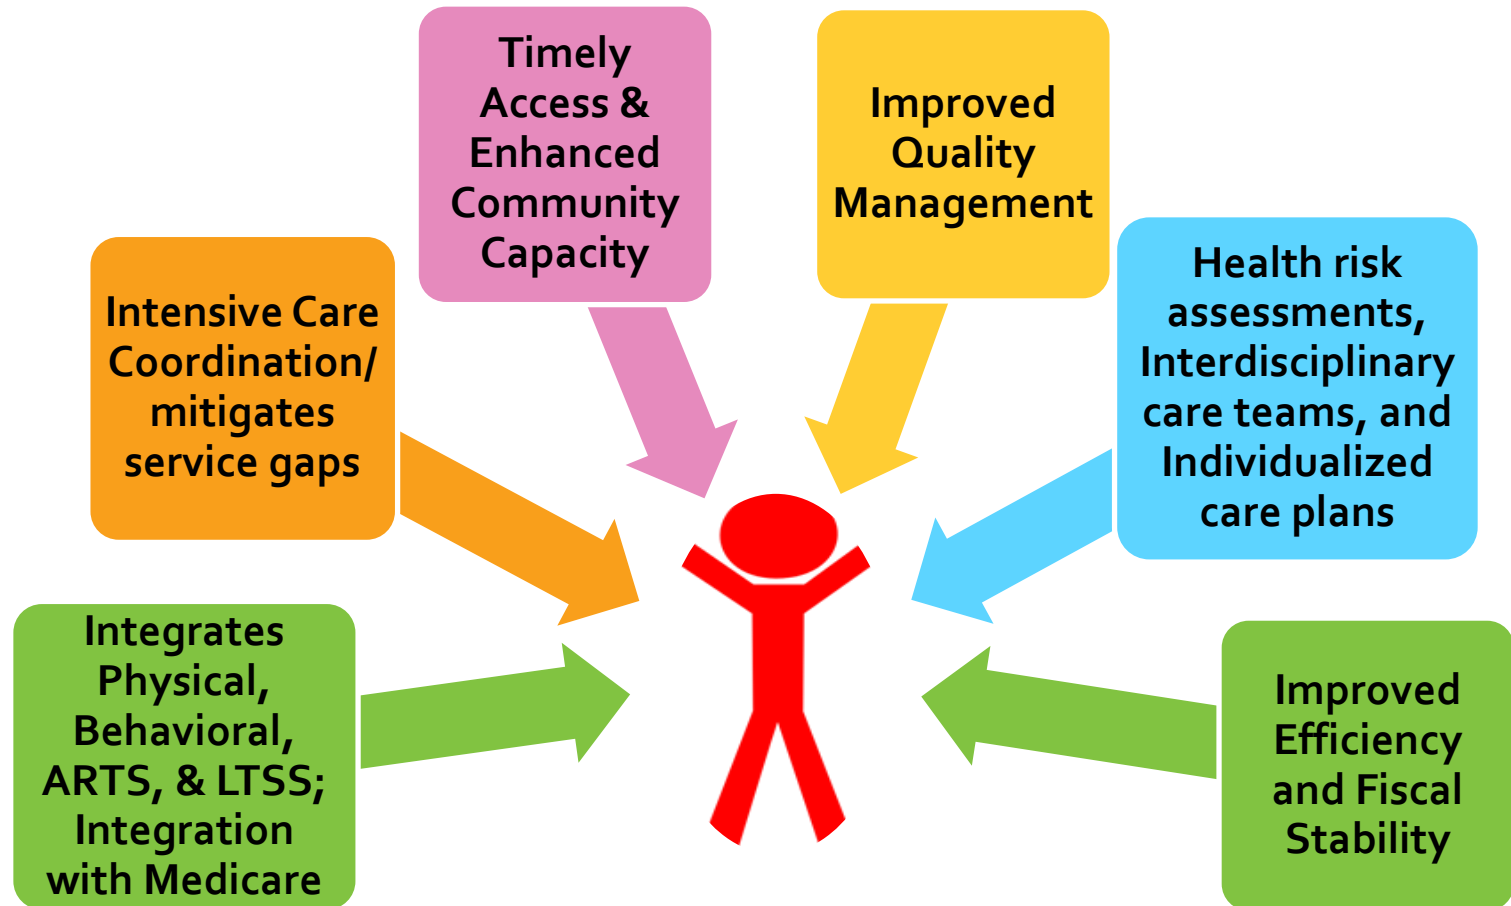 Timely
Access &
Enhanced
Community
Capacity
Improved
Quality
Management
Intensive Care
Coordination/
mitigates
service gaps
Health risk
assessments,
Interdisciplinary
care teams, and
Individualized
care plans
Integrates
Physical,
Behavioral,
ARTS, & LTSS;
Integration
with Medicare
Improved
Efficiency
and Fiscal
Stability